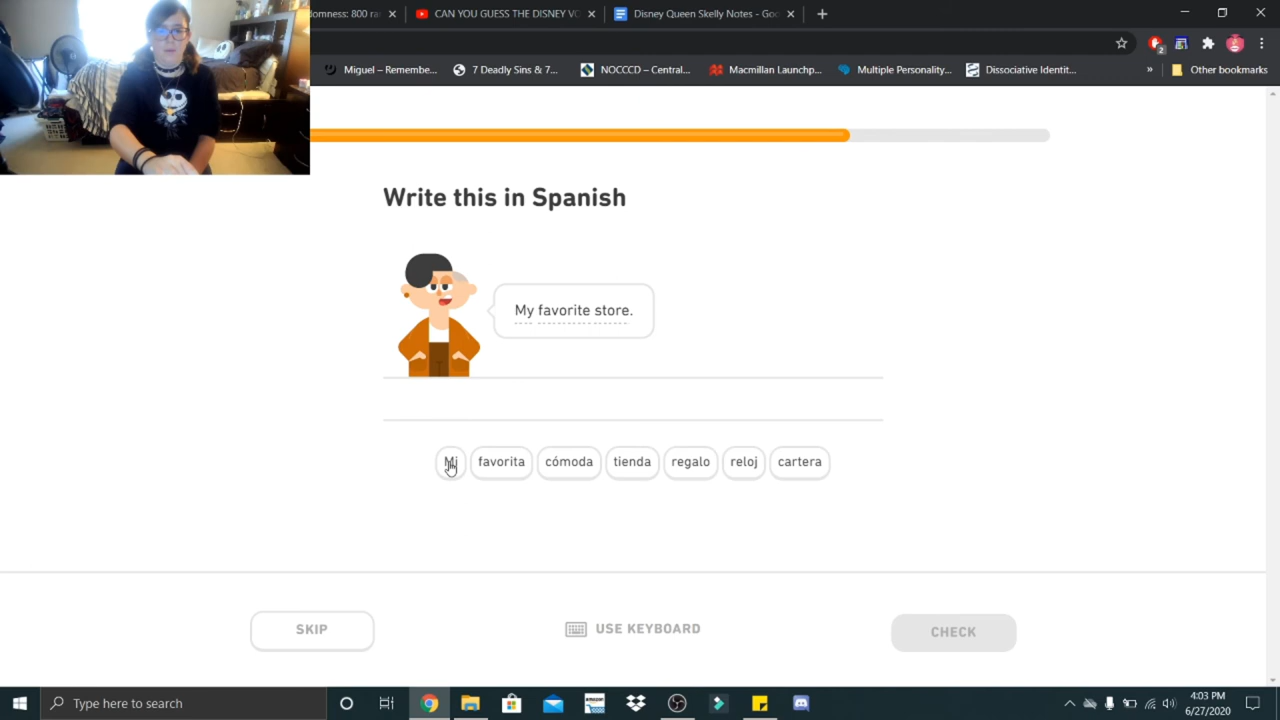 domness: 800 ra
CAN YOU GUESS THE DISNEY VO
Disney Queen Skelly Notes - Goo
Miguel – Remembe...
7 Deadly Sins & 7...
NOCCCD – Central...
Macmillan Launchp...
Multiple Personality...
Dissociative Identit...
»
Other bookmarks
Write this in Spanish
My favorite store.
Mi favorita cómoda tienda regalo reloj cartera
SKIP
USE KEYBOARD
CHECK
Type here to search
4:03 PM
6/27/2020